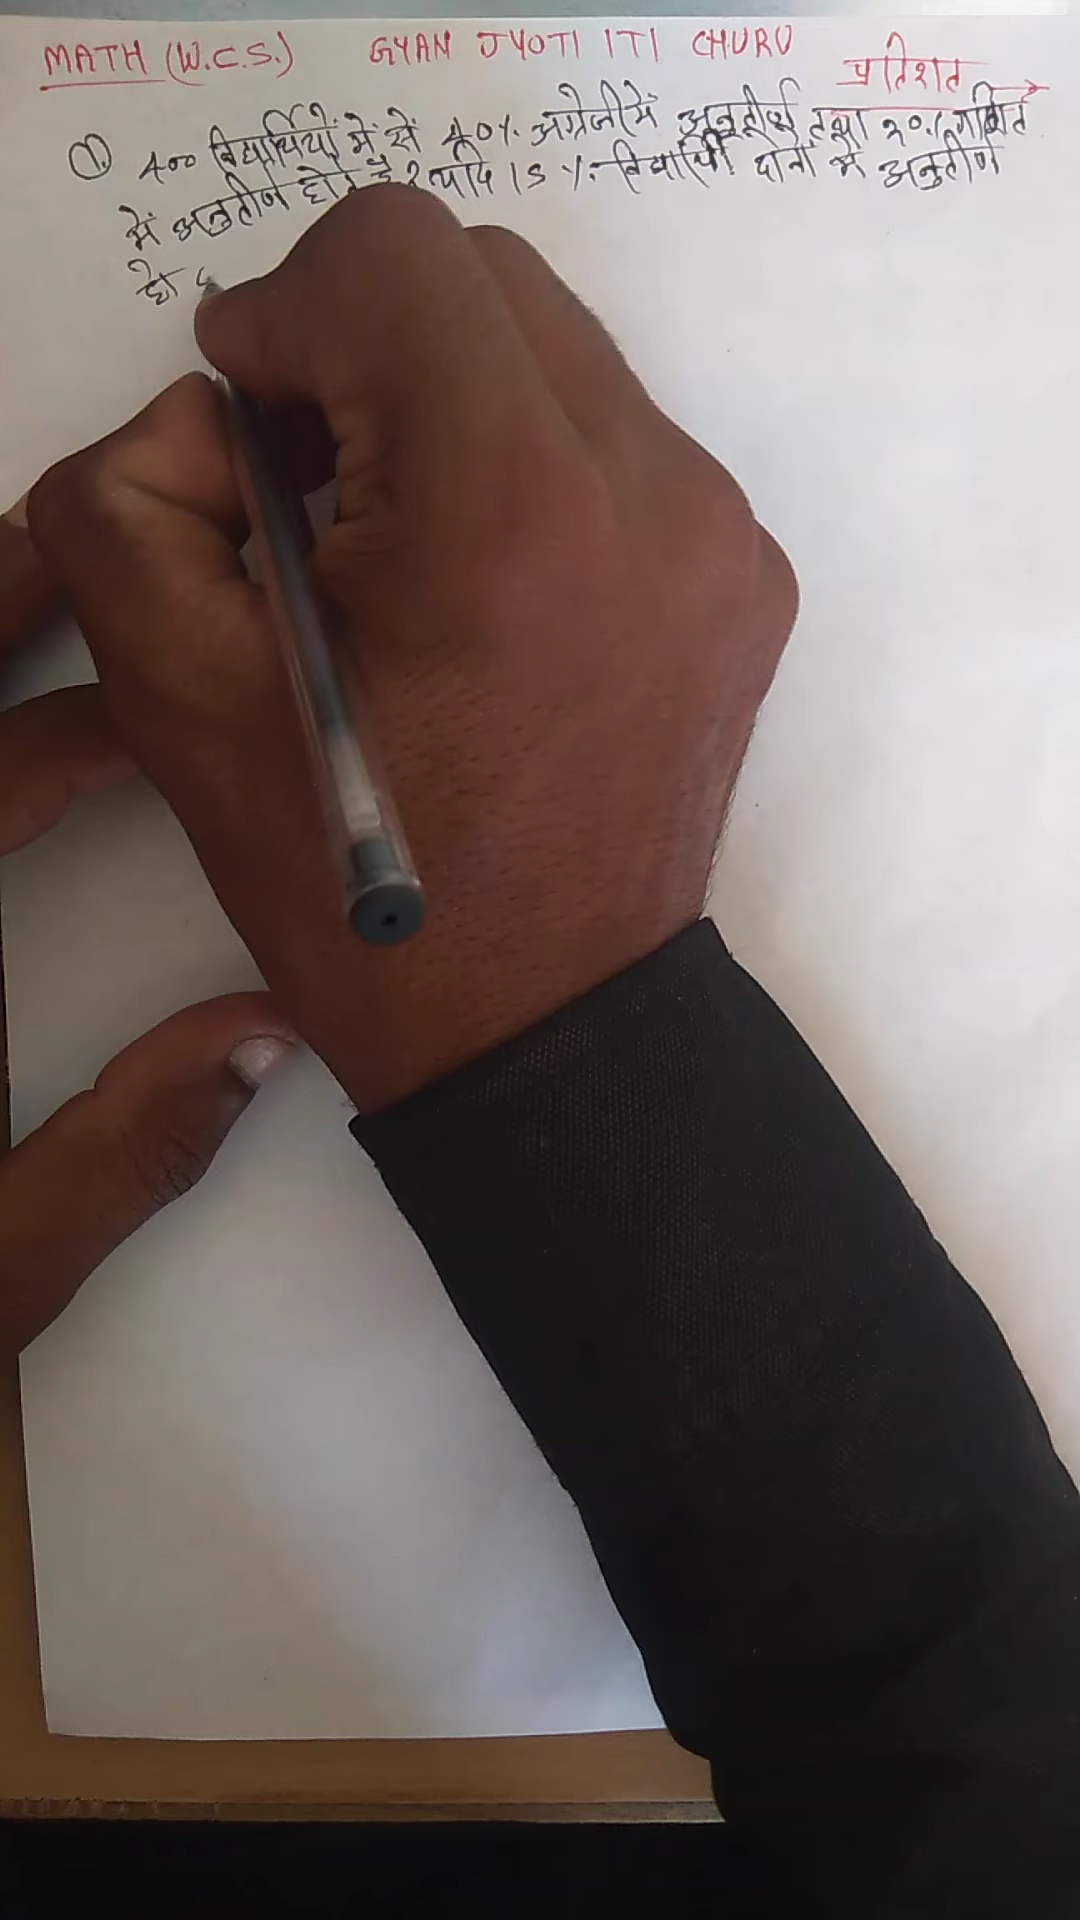 MATH (W.C.S.) GYAN JYOTI ITI CHURU प्रतिशत
①. 400 विद्यार्थियों में से 40% अंग्रेजी में अनुतीर्ण तथा 20% गणित
में अनुतीर्ण होते है? यदि 15% विद्यार्थी दोनों में अनुतीर्ण
हो